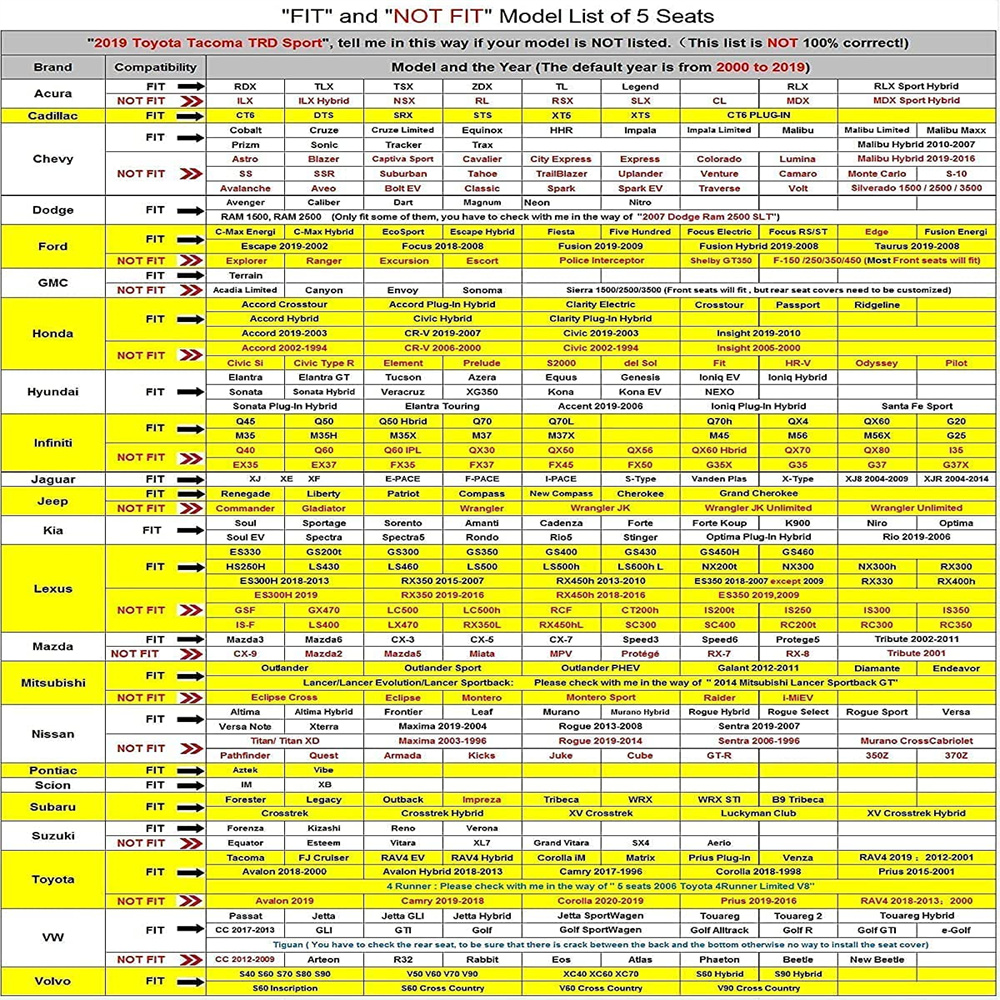 "FIT" and "NOT FIT" Model List of 5 Seats
"2019 Toyota Tacoma TRD Sport", tell me in this way if your model is NOT listed. (This list is NOT 100% corrrect!)
Brand Compatibility Model and the Year (The default year is from 2000 to 2019)
Acura FIT RDX TLX TSX ZDX TL Legend RLX RLX Sport Hybrid
NOT FIT ILX ILX Hybrid NSX RL RSX SLX CL MDX MDX Sport Hybrid
Cadillac FIT CT6 DTS SRX STS XT5 XTS CT6 PLUG-IN
Chevy FIT Cobalt Cruze Cruze Limited Equinox HHR Impala Impala Limited Malibu Malibu Limited Malibu Maxx
Prizm Sonic Tracker Trax Malibu Hybrid 2010-2007
NOT FIT Astro Blazer Captiva Sport Cavalier City Express Express Colorado Lumina Malibu Hybrid 2019-2016
SS SSR Suburban Tahoe TrailBlazer Uplander Venture Camaro Monte Carlo S-10
Avalanche Aveo Bolt EV Classic Spark Spark EV Traverse Volt Silverado 1500 / 2500 / 3500
Dodge FIT Avenger Caliber Dart Magnum Neon Nitro
RAM 1500, RAM 2500 (Only fit some of them, you have to check with me in the way of "2007 Dodge Ram 2500 SLT")
Ford FIT C-Max Energi C-Max Hybrid EcoSport Escape Hybrid Fiesta Five Hundred Focus Electric Focus RS/ST Edge Fusion Energi
Escape 2019-2002 Focus 2018-2008 Fusion 2019-2009 Fusion Hybrid 2019-2008 Taurus 2019-2008
NOT FIT Explorer Ranger Excursion Escort Police Interceptor Shelby GT350 F-150 /250/350/450 (Most Front seats will fit)
GMC FIT Terrain
NOT FIT Acadia Limited Canyon Envoy Sonoma Sierra 1500/2500/3500 (Front seats will fit , but rear seat covers need to be customized)
Honda FIT Accord Crosstour Accord Plug-In Hybrid Clarity Electric Crosstour Passport Ridgeline
Accord Hybrid Civic Hybrid Clarity Plug-In Hybrid
Accord 2019-2003 CR-V 2019-2007 Civic 2019-2003 Insight 2019-2010
NOT FIT Accord 2002-1994 CR-V 2006-2000 Civic 2002-1994 Insight 2005-2000
Civic Si Civic Type R Element Prelude S2000 del Sol Fit HR-V Odyssey Pilot
Hyundai FIT Elantra Elantra GT Tucson Azera Equus Genesis Ioniq EV Ioniq Hybrid
Sonata Sonata Hybrid Veracruz XG350 Kona Kona EV NEXO
Sonata Plug-In Hybrid Elantra Touring Accent 2019-2006 Ioniq Plug-In Hybrid Santa Fe Sport
Infiniti FIT Q45 Q50 Q50 Hbrid Q70 Q70L Q70h QX4 QX60 G20
M35 M35H M35X M37 M37X M45 M56 M56X G25
NOT FIT Q40 Q60 Q60 IPL QX30 QX50 QX56 QX60 Hbrid QX70 QX80 I35
EX35 EX37 FX35 FX37 FX45 FX50 G35X G35 G37 G37X
Jaguar FIT XJ XE XF E-PACE F-PACE I-PACE S-Type Vanden Plas X-Type XJ8 2004-2009 XJR 2004-2014
Jeep FIT Renegade Liberty Patriot Compass New Compass Cherokee Grand Cherokee
NOT FIT Commander Gladiator Wrangler Wrangler JK Wrangler JK Unlimited Wrangler Unlimited
Kia FIT Soul Sportage Sorento Amanti Cadenza Forte Forte Koup K900 Niro Optima
Soul EV Spectra Spectra5 Rondo Rio5 Stinger Optima Plug-In Hybrid Rio 2019-2006
Lexus FIT ES330 GS200t GS300 GS350 GS400 GS430 GS450H GS460
HS250H LS430 LS460 LS500 LS500h LS600h L NX200t NX300 NX300h RX300
ES300H 2018-2013 RX350 2015-2007 RX450h 2013-2010 ES350 2018-2007 except 2009 RX330 RX400h
NOT FIT ES300H 2019 RX350 2019-2016 RX450h 2018-2016 ES350 2019,2009
GSF GX470 LC500 LC500h RCF CT200h IS200t IS250 IS300 IS350
IS-F LS400 LX470 RX350L RX450hL SC300 SC400 RC200t RC300 RC350
Mazda FIT Mazda3 Mazda6 CX-3 CX-5 CX-7 Speed3 Speed6 Protege5 Tribute 2002-2011
NOT FIT CX-9 Mazda2 Mazda5 Miata MPV Protégé RX-7 RX-8 Tribute 2001
Mitsubishi FIT Outlander Outlander Sport Outlander PHEV Galant 2012-2011 Diamante Endeavor
Lancer/Lancer Evolution/Lancer Sportback: Please check with me in the way of " 2014 Mitsubishi Lancer Sportback GT"
NOT FIT Eclipse Cross Eclipse Montero Montero Sport Raider i-MiEV
Nissan FIT Altima Altima Hybrid Frontier Leaf Murano Murano Hybrid Rogue Hybrid Rogue Select Rogue Sport Versa
Versa Note Xterra Maxima 2019-2004 Rogue 2013-2008 Sentra 2019-2007
NOT FIT Titan/ Titan XD Maxima 2003-1996 Rogue 2019-2014 Sentra 2006-1996 Murano CrossCabriolet
Pathfinder Quest Armada Kicks Juke Cube GT-R 350Z 370Z
Pontiac FIT Aztek Vibe
Scion FIT IM XB
Subaru FIT Forester Legacy Outback Impreza Tribeca WRX WRX STI B9 Tribeca
Crosstrek Crosstrek Hybrid XV Crosstrek Luckyman Club XV Crosstrek Hybrid
Suzuki FIT Forenza Kizashi Reno Verona
NOT FIT Equator Esteem Vitara XL7 Grand Vitara SX4 Aerio
Toyota FIT Tacoma FJ Cruiser RAV4 EV RAV4 Hybrid Corolla iM Matrix Prius Plug-in Venza RAV4 2019 ; 2012-2001
Avalon 2018-2000 Avalon Hybrid 2018-2013 Camry 2017-1996 Corolla 2018-1998 Prius 2015-2001
4 Runner : Please check with me in the way of " 5 seats 2006 Toyota 4Runner Limited V8"
NOT FIT Avalon 2019 Camry 2019-2018 Corolla 2020-2019 Prius 2019-2016 RAV4 2018-2013; 2000
VW FIT Passat Jetta Jetta GLI Jetta Hybrid Jetta SportWagen Touareg Touareg 2 Touareg Hybrid
CC 2017-2013 GLI GTI Golf Golf SportWagen Golf Alltrack Golf R Golf GTI e-Golf
Tiguan ( You have to check the rear seat, to be sure that there is crack between the back and the bottom otherwise no way to install the seat cover)
NOT FIT CC 2012-2009 Arteon R32 Rabbit Eos Atlas Phaeton Beetle New Beetle
Volvo FIT S40 S60 S70 S80 S90 V50 V60 V70 V90 XC40 XC60 XC70 S60 Hybrid S90 Hybrid
S60 Inscription S60 Cross Country V60 Cross Country V90 Cross Country